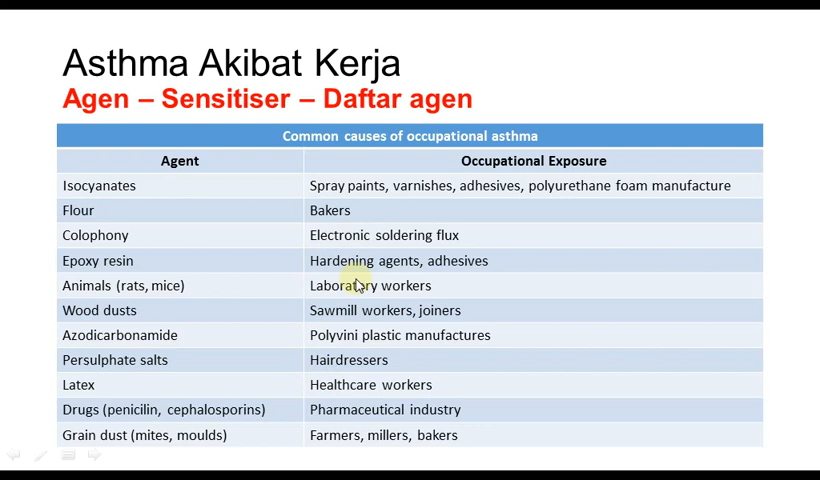 Asthma Akibat Kerja
Agen – Sensitiser – Daftar agen
Common causes of occupational asthma
Agent Occupational Exposure
Isocyanates Spray paints, varnishes, adhesives, polyurethane foam manufacture
Flour Bakers
Colophony Electronic soldering flux
Epoxy resin Hardening agents, adhesives
Animals (rats, mice) Laboratory workers
Wood dusts Sawmill workers, joiners
Azodicarbonamide Polyvini plastic manufactures
Persulphate salts Hairdressers
Latex Healthcare workers
Drugs (penicilin, cephalosporins) Pharmaceutical industry
Grain dust (mites, moulds) Farmers, millers, bakers